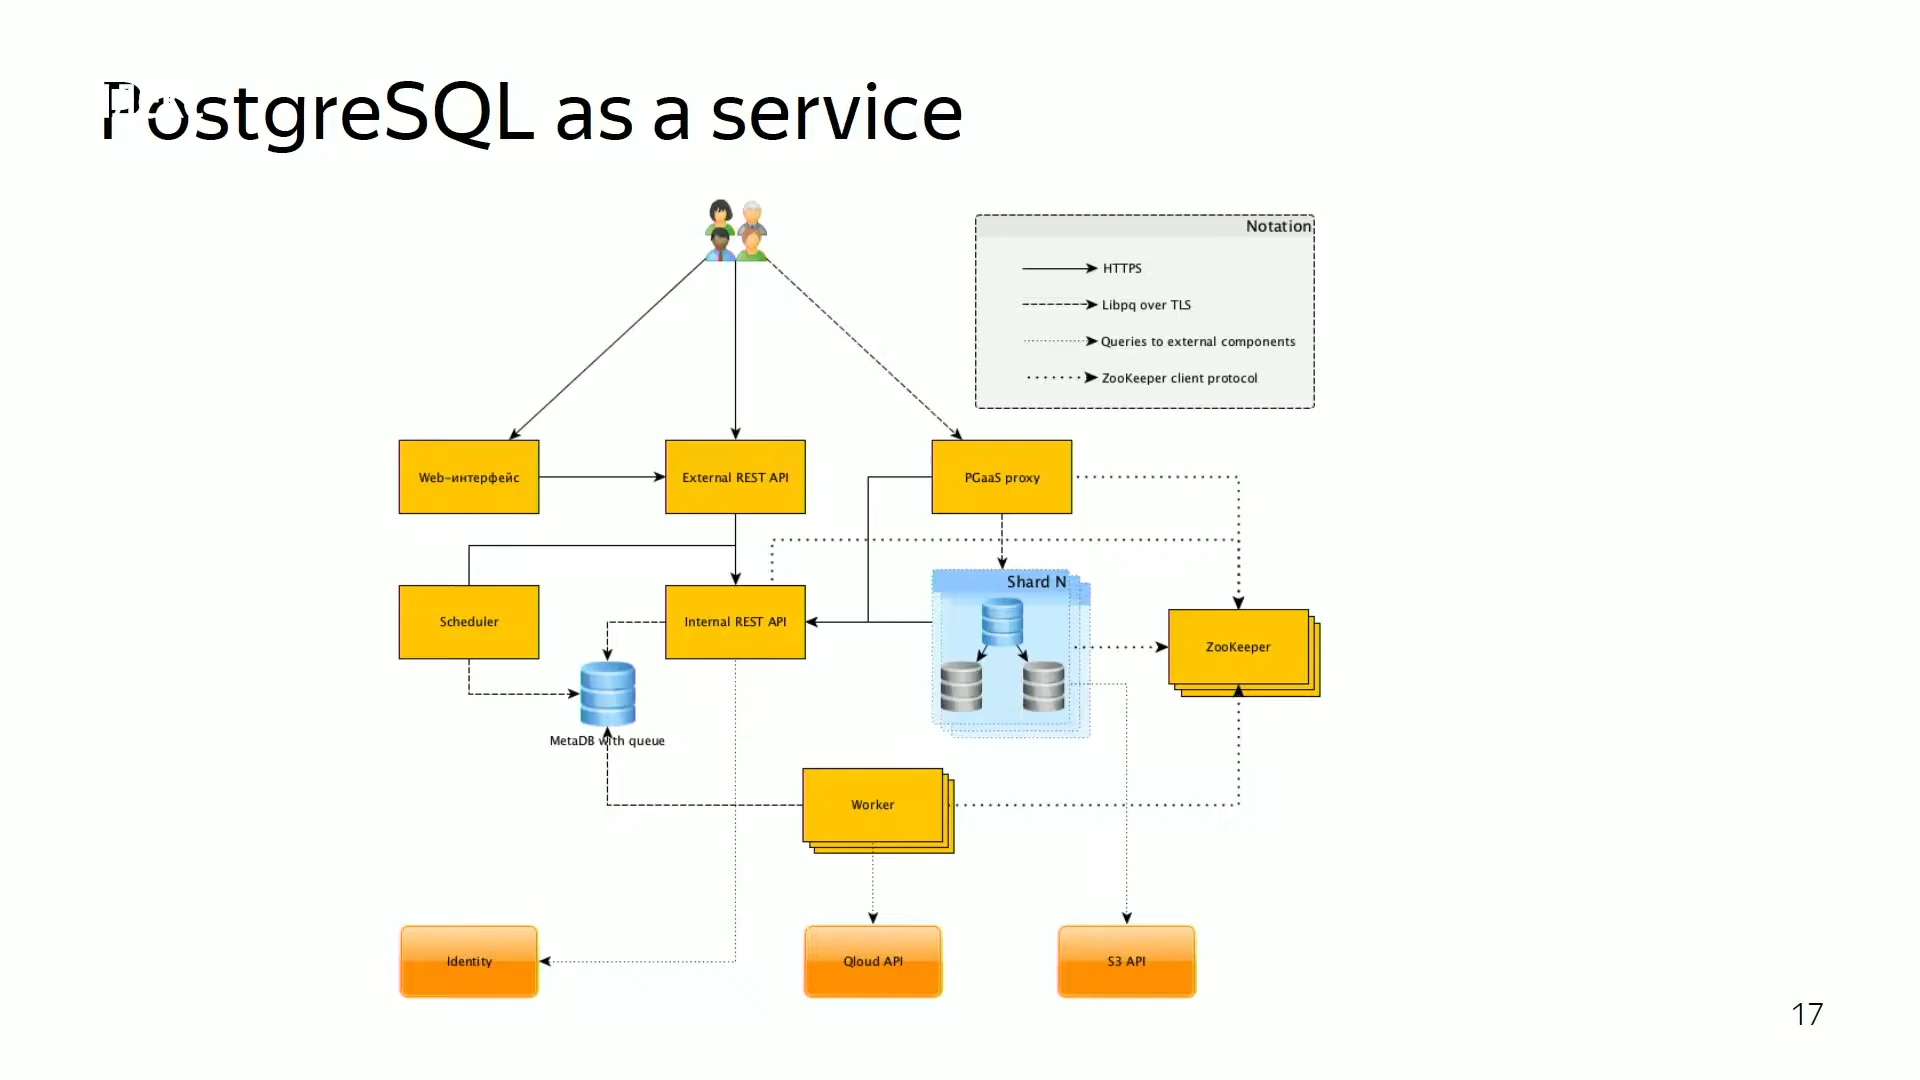 PostgreSQL as a service
Notation
HTTPS
Libpq over TLS
Queries to external components
ZooKeeper client protocol
Web-интерфейс
External REST API
PGaaS proxy
Shard N
Scheduler
Internal REST API
ZooKeeper
MetaDB with queue
Worker
Identity
Qloud API
S3 API
17